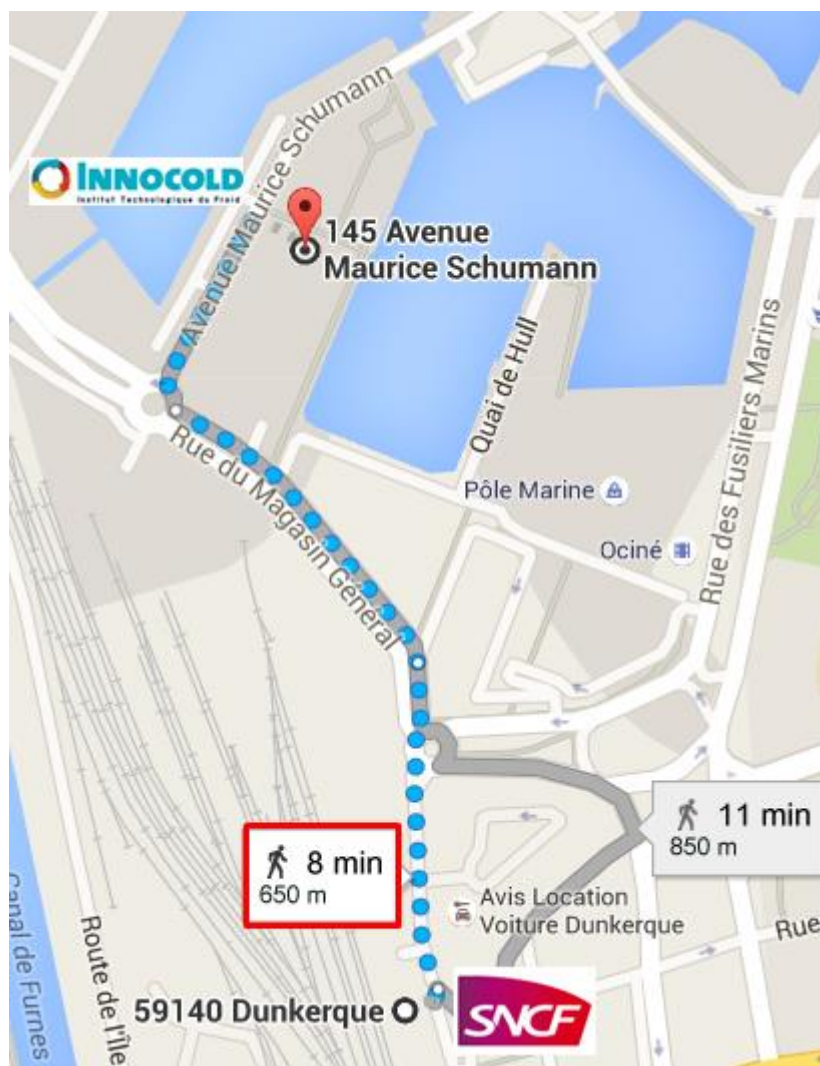 Avenue Maurice Schumann
INNOCOLD
Institut Technologique du Froid
145 Avenue
Maurice Schumann
Quai de Hull
Rue des Fusiliers Marins
Rue du Magasin Général
Pôle Marine
Ociné
11 min
850 m
8 min
650 m
Avis Location
Voiture Dunkerque
Rue
Canal de Furnes
Route de l'Île
59140 Dunkerque
SNCF